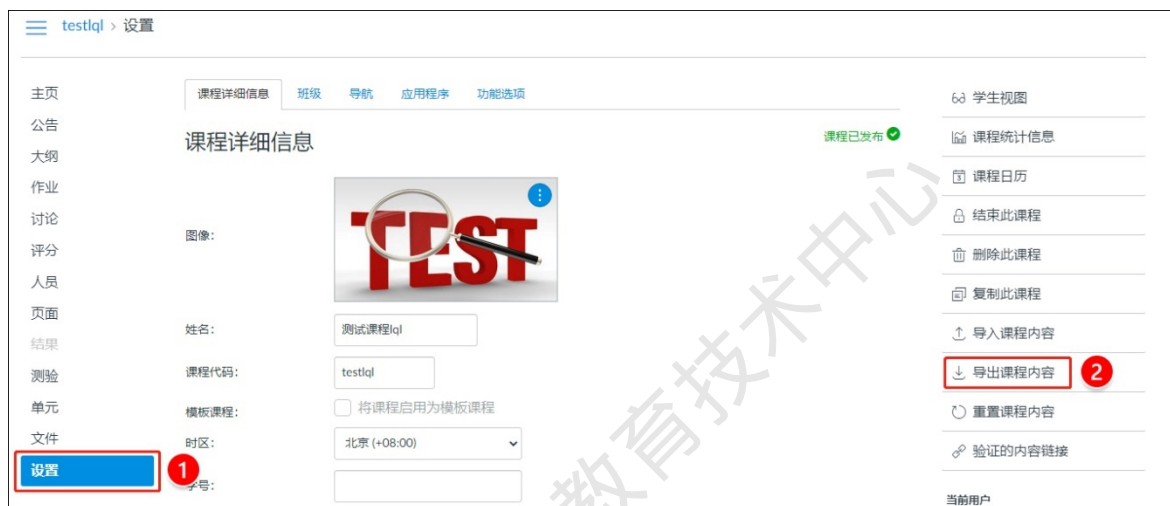 testlql > 设置
主页
公告
大纲
作业
讨论
评分
人员
页面
结果
测验
单元
文件
设置
1
课程详细信息 班级 导航 应用程序 功能选项
课程详细信息
课程已发布
图像:
TEST
姓名: 测试课程lql
课程代码: testlql
模板课程: 将课程启用为模板课程
时区: 北京 (+08:00)
学号:
学生视图
课程统计信息
课程日历
结束此课程
删除此课程
复制此课程
导入课程内容
导出课程内容 2
重置课程内容
验证的内容链接
当前用户
教育技术中心